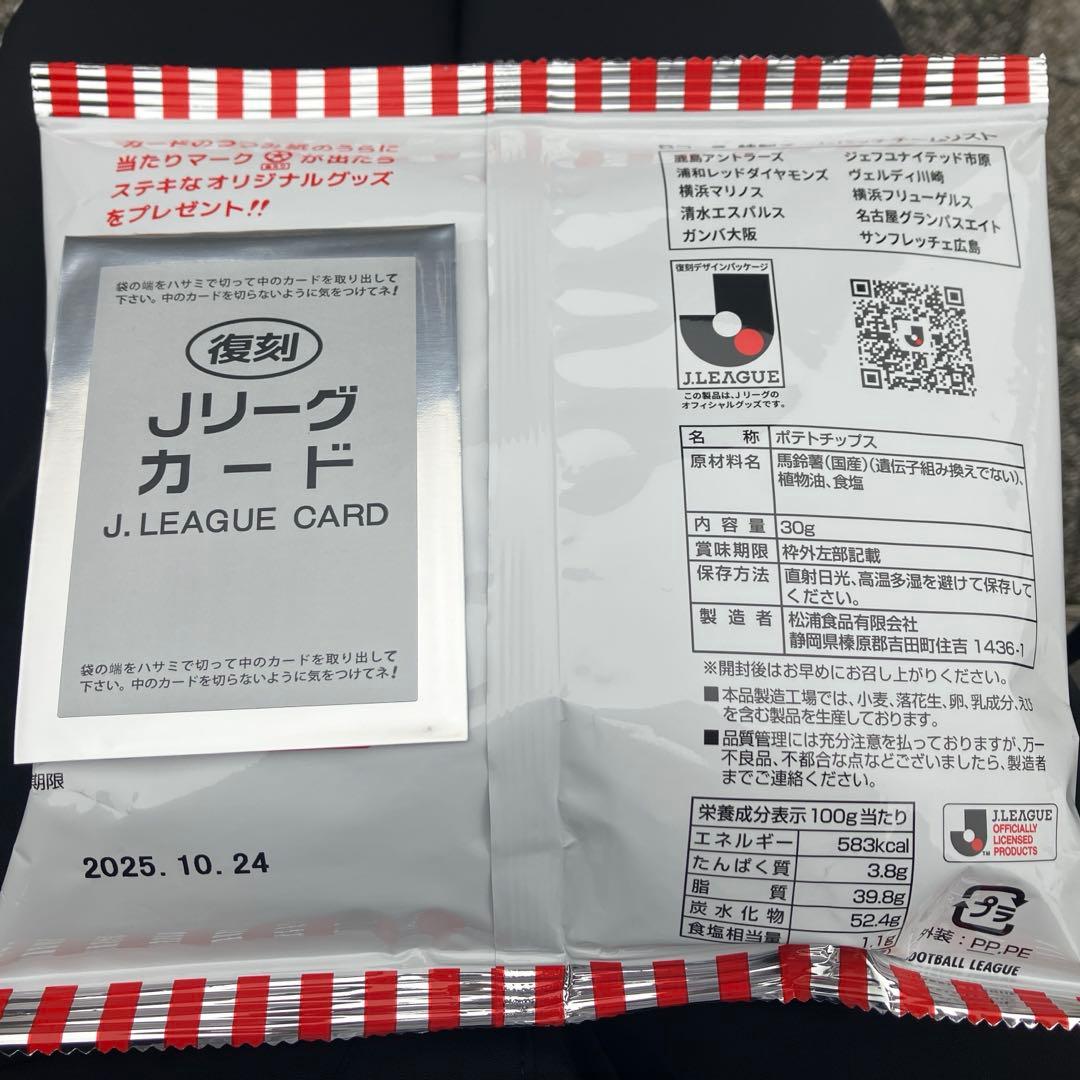 カードのつつみ紙のうらに
当たりマークが出たら
ステキなオリジナルグッズ
をプレゼント!!
袋の端をハサミで切って中のカードを取り出して
下さい。中のカードを切らないように気をつけてネ!
復刻
Jリーグ
カード
J. LEAGUE CARD
袋の端をハサミで切って中のカードを取り出して
下さい。中のカードを切らないように気をつけてネ!
期限
2025. 10. 24
チームリスト
鹿島アントラーズ ジェフユナイテッド市原
浦和レッドダイヤモンズ ヴェルディ川崎
横浜マリノス 横浜フリューゲルス
清水エスパルス 名古屋グランパスエイト
ガンバ大阪 サンフレッチェ広島
復刻デザインパッケージ
J.LEAGUE
この製品は、Jリーグの
オフィシャルグッズです。
名称 ポテトチップス
原材料名 馬鈴薯(国産)(遺伝子組み換えでない)、
植物油、食塩
内容量 30g
賞味期限 枠外左部記載
保存方法 直射日光、高温多湿を避けて保存して
ください。
製造者 松浦食品有限会社
静岡県榛原郡吉田町住吉 1436-1
※開封後はお早めにお召し上がりください。
■本品製造工場では、小麦、落花生、卵、乳成分、えび
を含む製品を生産しております。
■品質管理には充分注意を払っておりますが、万一
不良品、不都合な点などございましたら、製造者
までご連絡ください。
栄養成分表示100g当たり
エネルギー 583kcal
たんぱく質 3.8g
脂質 39.8g
炭水化物 52.4g
食塩相当量 1.1g
J.LEAGUE
OFFICIALLY
LICENSED
PRODUCTS
TM
プラ
外装:PP,PE
FOOTBALL LEAGUE